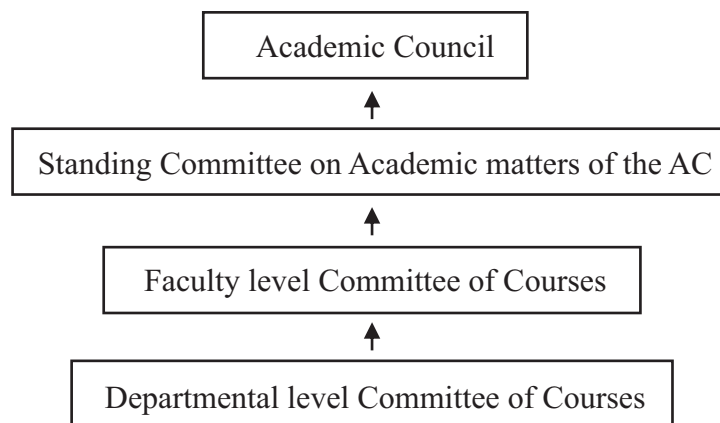 Academic Council
Standing Committee on Academic matters of the AC
Faculty level Committee of Courses
Departmental level Committee of Courses